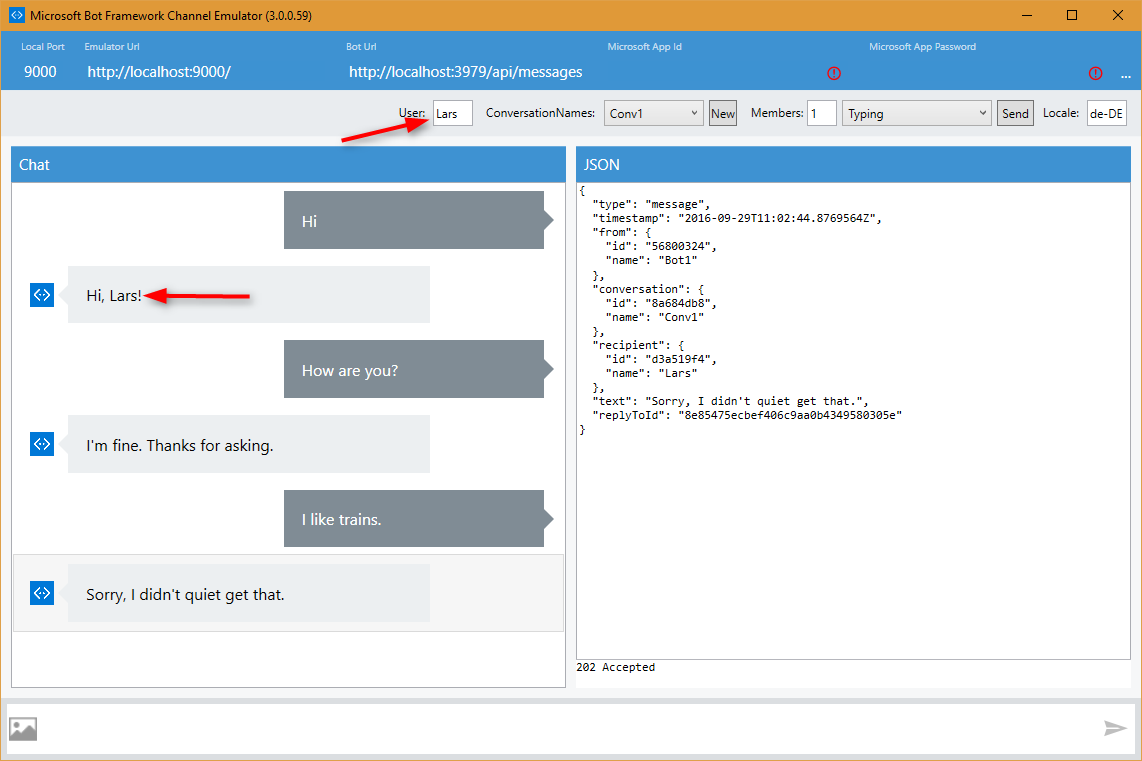 Microsoft Bot Framework Channel Emulator (3.0.0.59)
Local Port Emulator Url Bot Url Microsoft App Id Microsoft App Password
9000 http://localhost:9000/ http://localhost:3979/api/messages ...
User: Lars ConversationNames: Conv1 New Members: 1 Typing Send Locale: de-DE
Chat
Hi
Hi, Lars!
How are you?
I'm fine. Thanks for asking.
I like trains.
Sorry, I didn't quiet get that.
JSON
{
  "type": "message",
  "timestamp": "2016-09-29T11:02:44.8769564Z",
  "from": {
    "id": "56800324",
    "name": "Bot1"
  },
  "conversation": {
    "id": "8a684db8",
    "name": "Conv1"
  },
  "recipient": {
    "id": "d3a519f4",
    "name": "Lars"
  },
  "text": "Sorry, I didn't quiet get that.",
  "replyToId": "8e85475ecbef406c9aa0b4349580305e"
}
202 Accepted